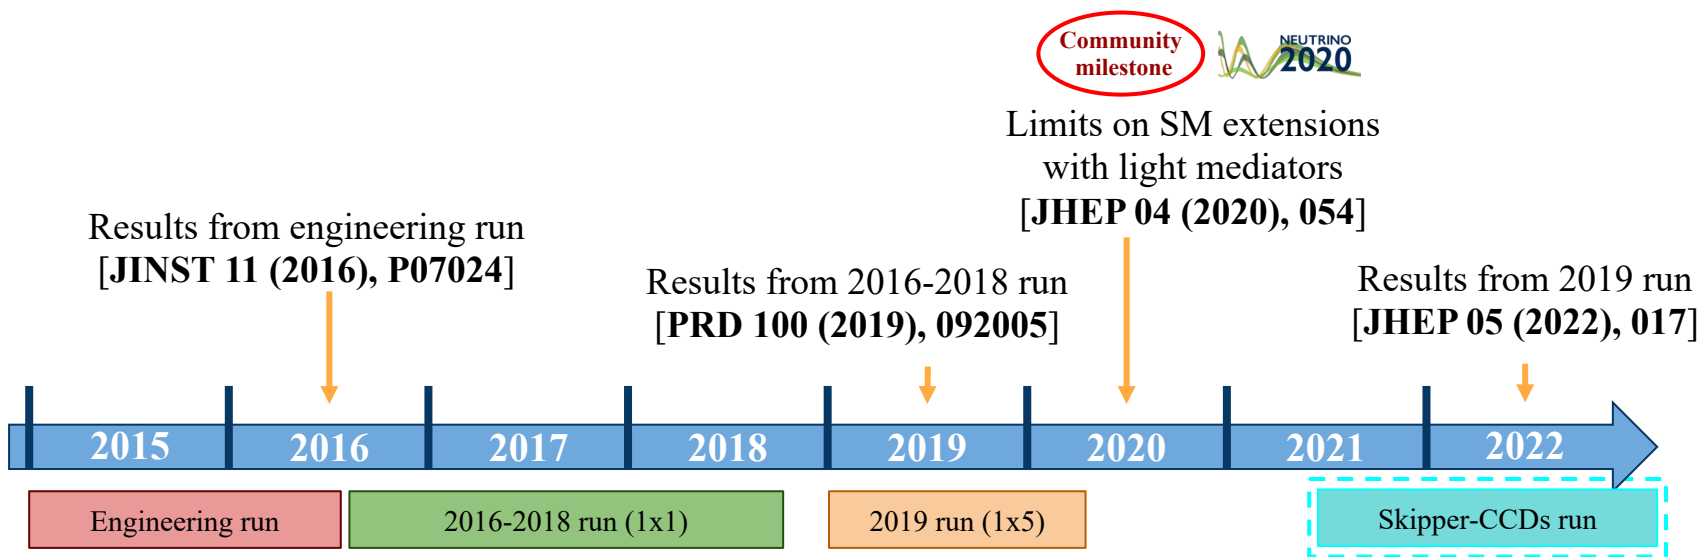 Community
milestone
NEUTRINO
2020
Limits on SM extensions
with light mediators
[JHEP 04 (2020), 054]
Results from engineering run
[JINST 11 (2016), P07024]
Results from 2016-2018 run
[PRD 100 (2019), 092005]
Results from 2019 run
[JHEP 05 (2022), 017]
2015 2016 2017 2018 2019 2020 2021 2022
Engineering run
2016-2018 run (1x1)
2019 run (1x5)
Skipper-CCDs run